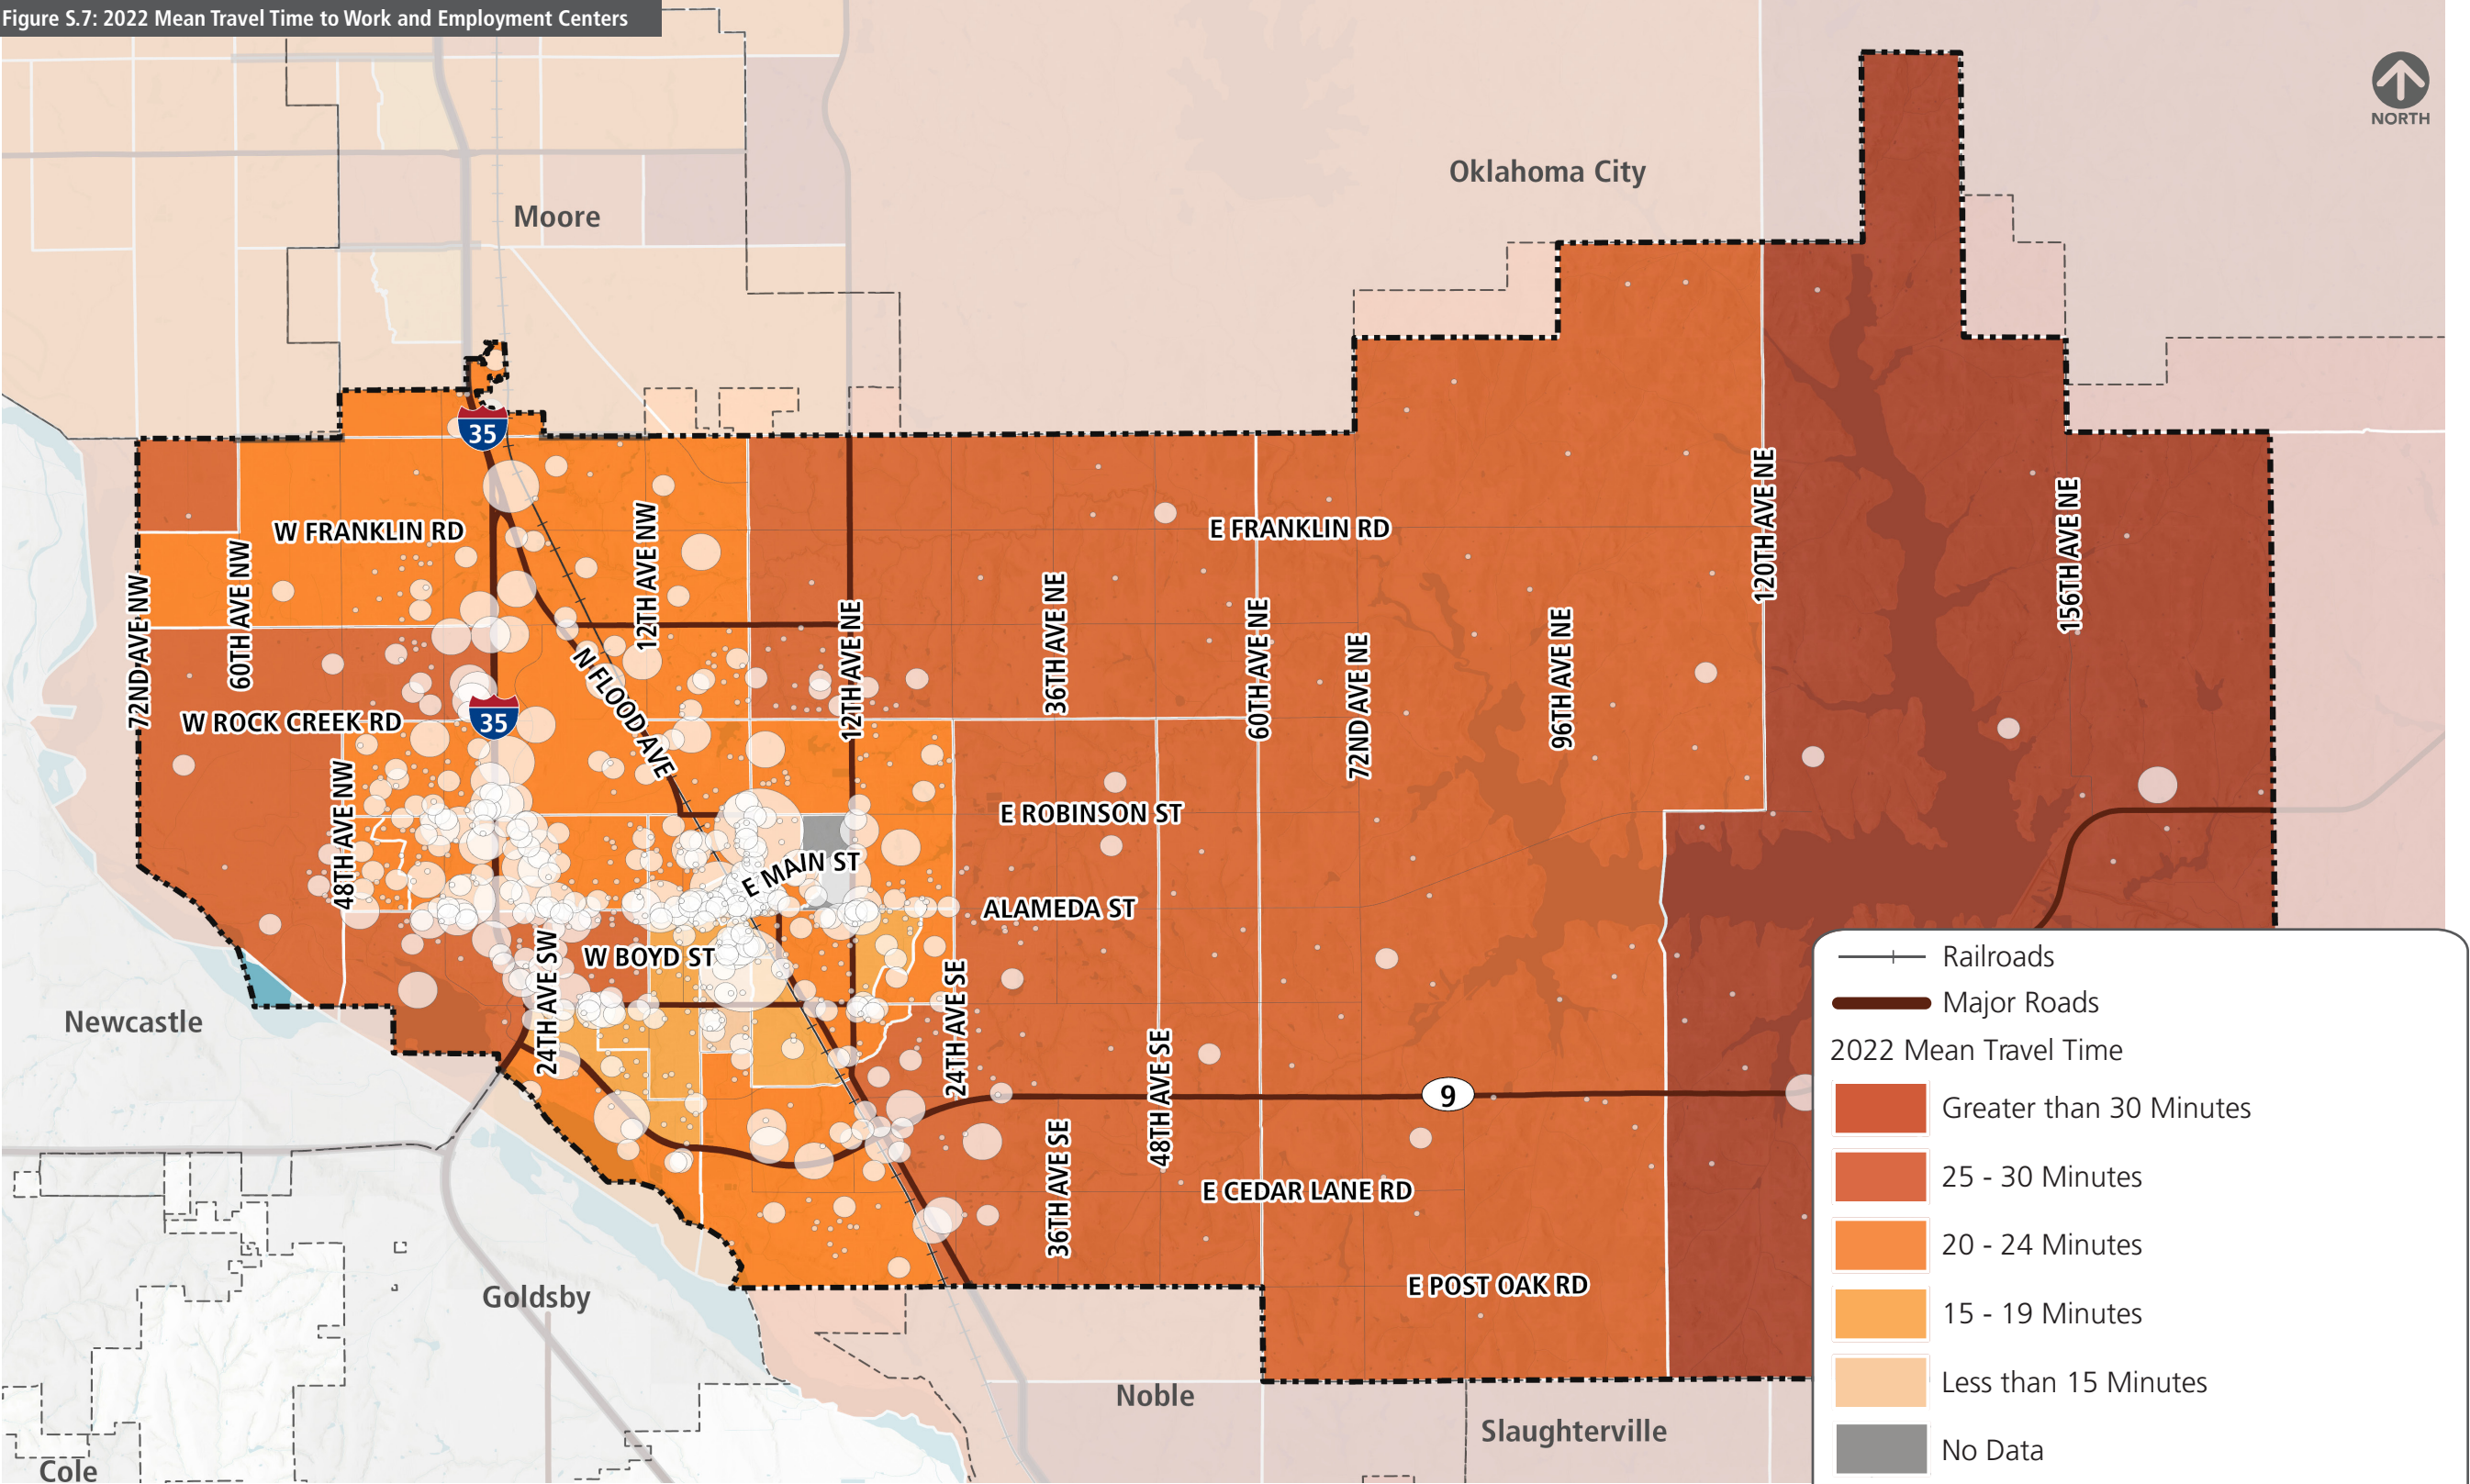 Figure S.7: 2022 Mean Travel Time to Work and Employment Centers
NORTH
Oklahoma City
Moore
35
W FRANKLIN RD
E FRANKLIN RD
12TH AVE NW
120TH AVE NE
156TH AVE NE
72ND AVE NW
60TH AVE NW
36TH AVE NE
12TH AVE NE
60TH AVE NE
72ND AVE NE
96TH AVE NE
N FLOOD AVE
W ROCK CREEK RD
35
48TH AVE NW
E ROBINSON ST
E MAIN ST
ALAMEDA ST
W BOYD ST
24TH AVE SW
24TH AVE SE
Newcastle
48TH AVE SE
9
36TH AVE SE
E CEDAR LANE RD
E POST OAK RD
Goldsby
Noble
Slaughterville
Cole
Railroads
Major Roads
2022 Mean Travel Time
Greater than 30 Minutes
25 - 30 Minutes
20 - 24 Minutes
15 - 19 Minutes
Less than 15 Minutes
No Data